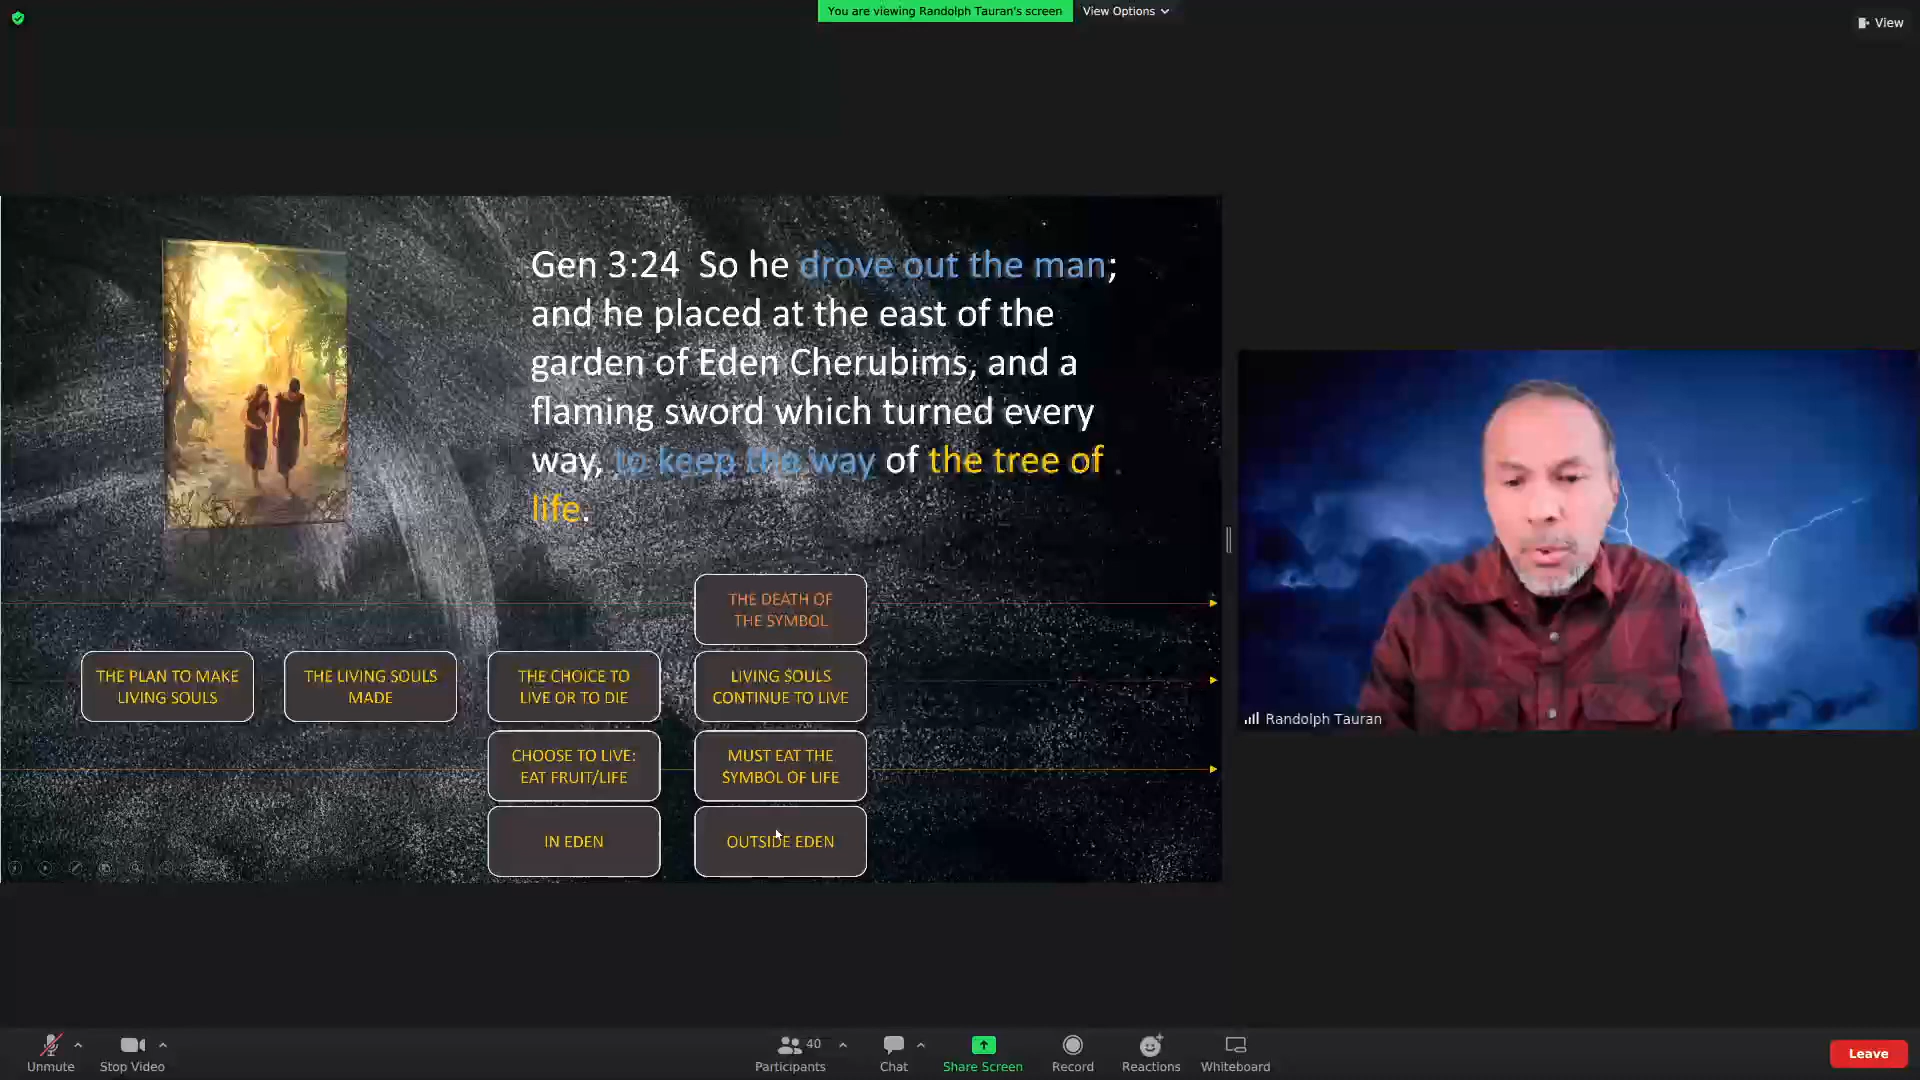 You are viewing Randolph Tauran's screen
View Options
View
Gen 3:24 So he drove out the man;
and he placed at the east of the
garden of Eden Cherubims, and a
flaming sword which turned every
way, to keep the way of the tree of
life.
THE DEATH OF
THE SYMBOL
THE PLAN TO MAKE
LIVING SOULS
THE LIVING SOULS
MADE
THE CHOICE TO
LIVE OR TO DIE
LIVING SOULS
CONTINUE TO LIVE
CHOOSE TO LIVE:
EAT FRUIT/LIFE
MUST EAT THE
SYMBOL OF LIFE
IN EDEN
OUTSIDE EDEN
Randolph Tauran
Unmute
Stop Video
Participants
40
Chat
Share Screen
Record
Reactions
Whiteboard
Leave